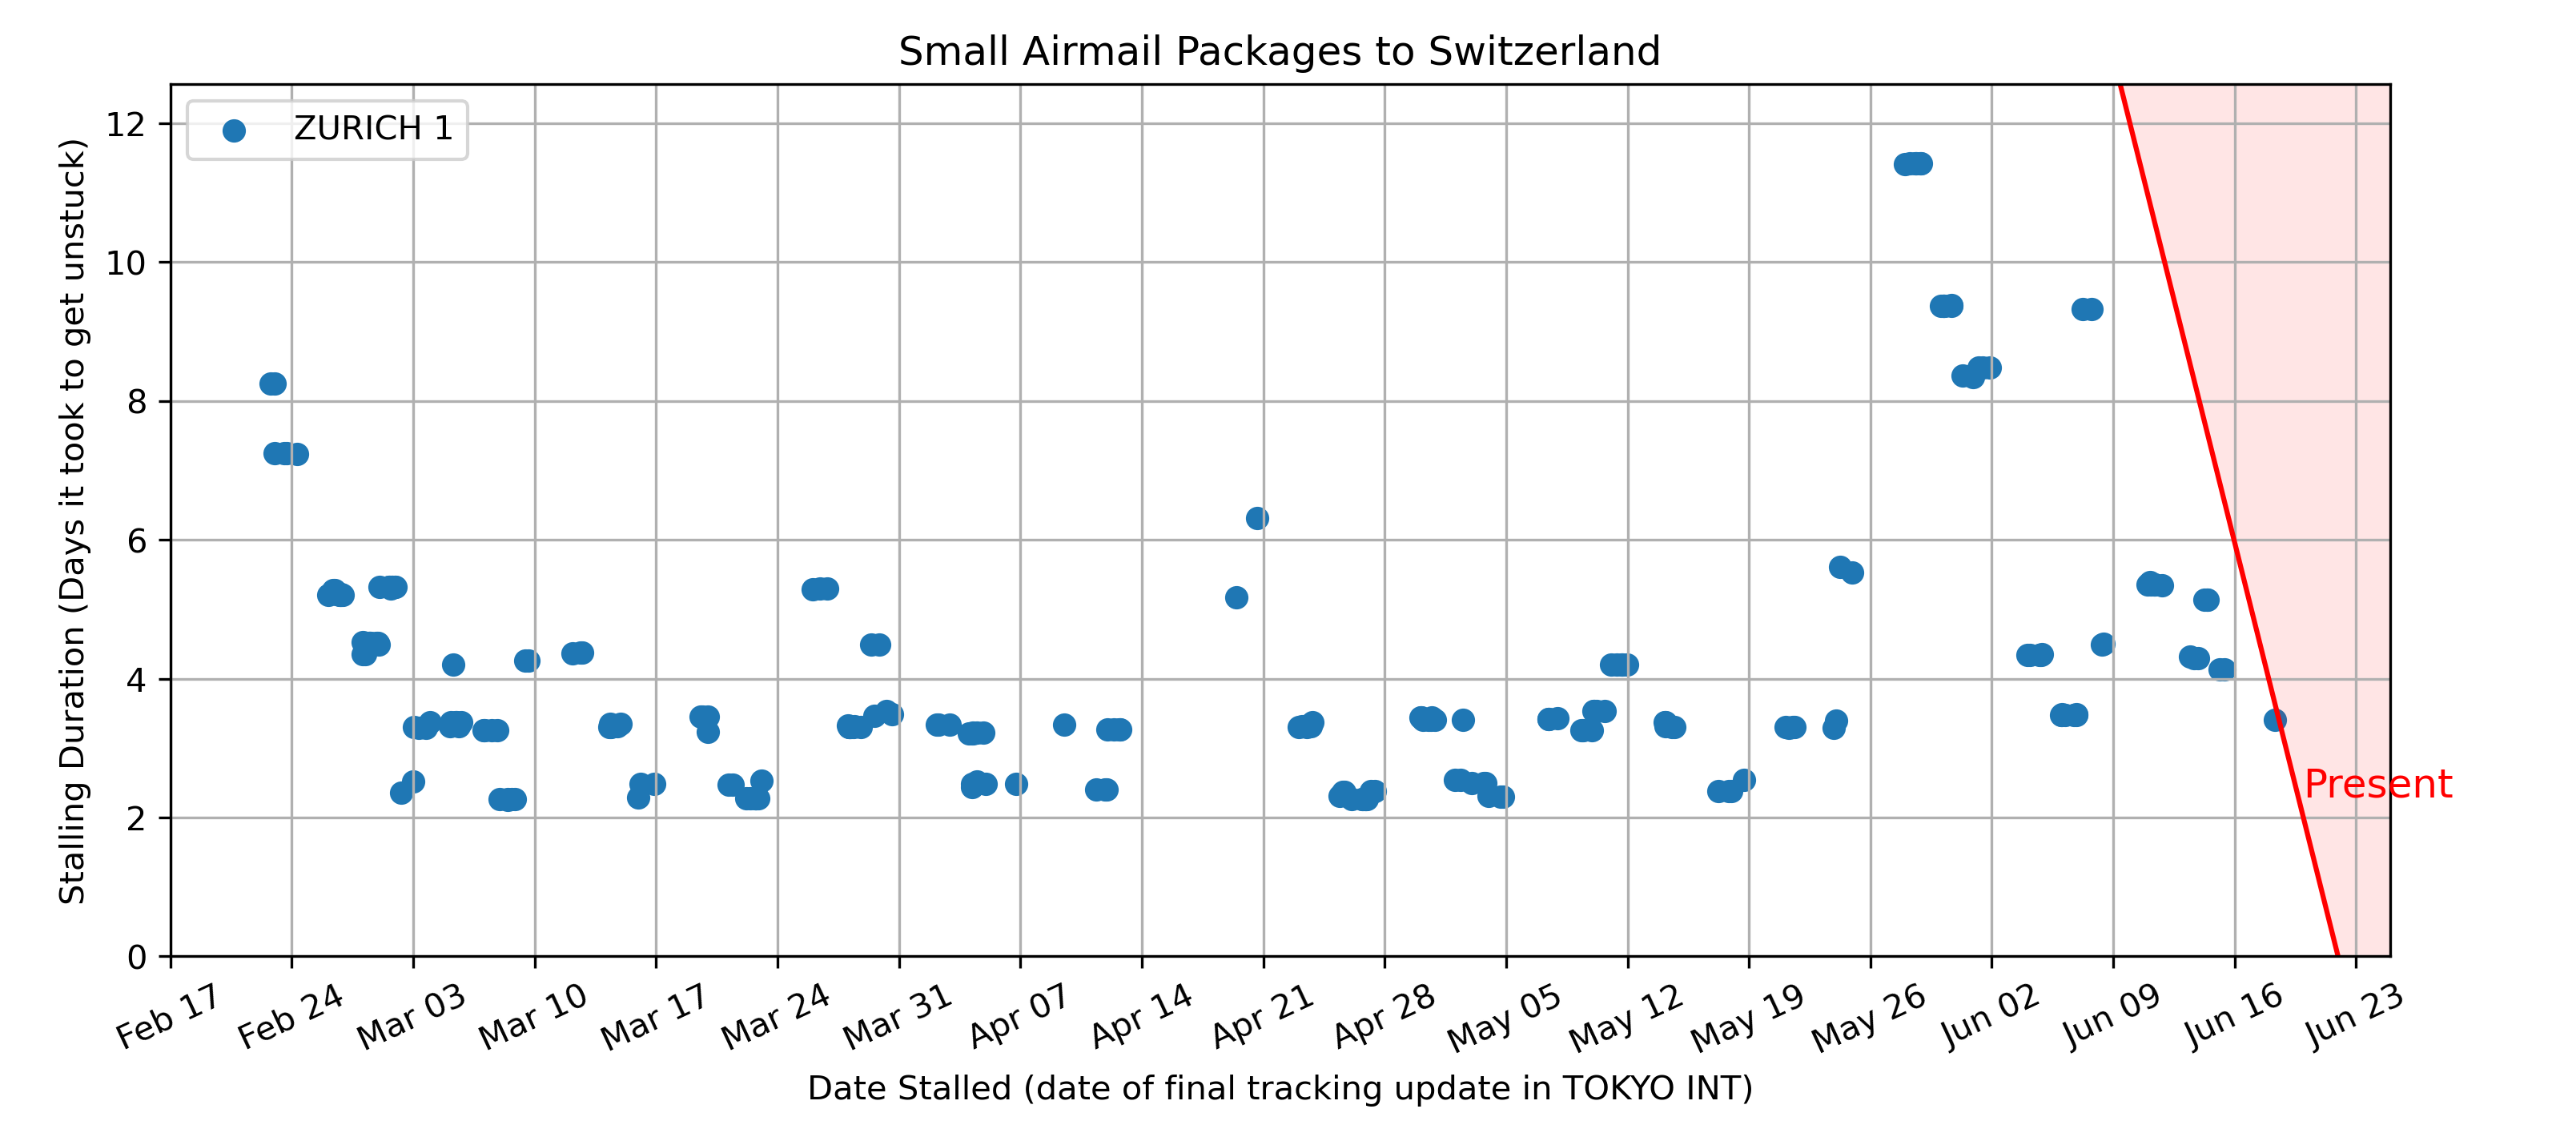 Small Airmail Packages to Switzerland
ZURICH 1
Stalling Duration (Days it took to get unstuck)
12
10
8
6
4
2
0
Present
Feb 17
Feb 24
Mar 03
Mar 10
Mar 17
Mar 24
Mar 31
Apr 07
Apr 14
Apr 21
Apr 28
May 05
May 12
May 19
May 26
Jun 02
Jun 09
Jun 16
Jun 23
Date Stalled (date of final tracking update in TOKYO INT)